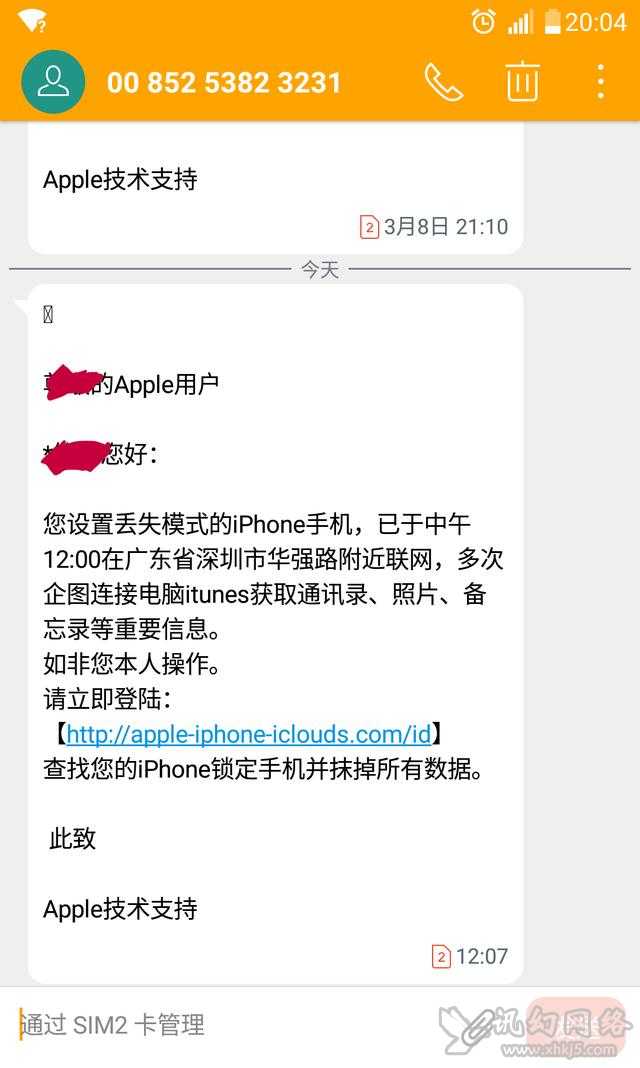 20:04
00 852 5382 3231
Apple技术支持
2 3月8日 21:10
今天
的Apple用户
您好：
您设置丢失模式的iPhone手机，已于中午
12:00在广东省深圳市华强路附近联网，多次
企图连接电脑itunes获取通讯录、照片、备
忘录等重要信息。
如非您本人操作。
请立即登陆：
【http://apple-iphone-iclouds.com/id】
查找您的iPhone锁定手机并抹掉所有数据。
此致
Apple技术支持
2 12:07
通过 SIM2 卡管理
讯幻网络
www.xhkj5.com